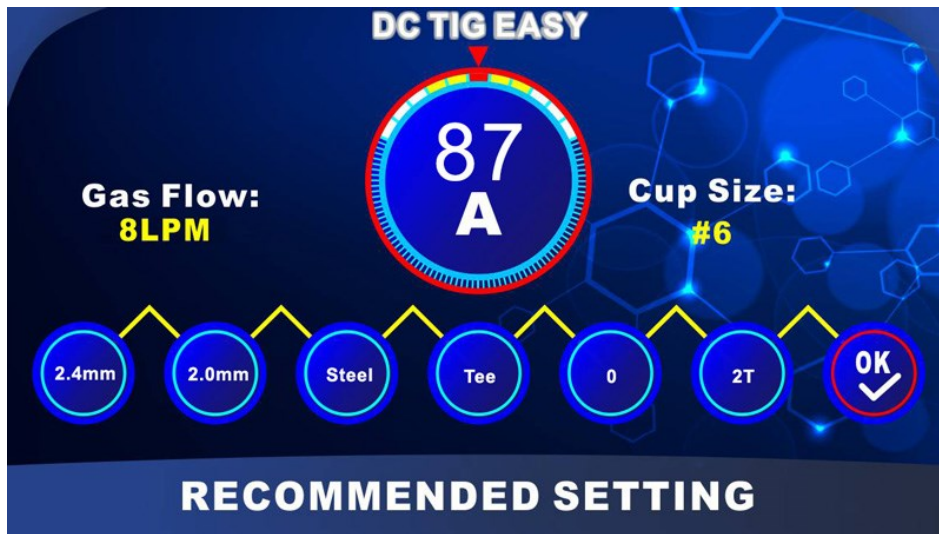 DC TIG EASY
87
A
Gas Flow:
8LPM
Cup Size:
#6
2.4mm
2.0mm
Steel
Tee
0
2T
OK
RECOMMENDED SETTING